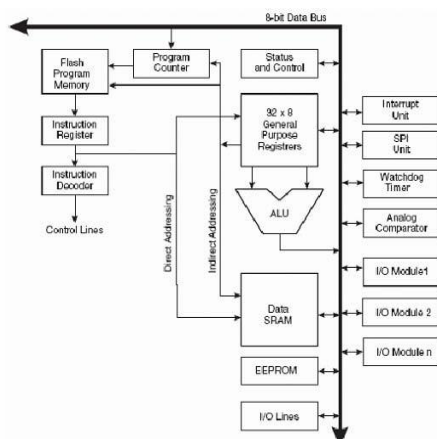 8-bit Data Bus
Flash
Program
Memory
Program
Counter
Status
and Control
Instruction
Register
32 x 8
General
Purpose
Registrers
Interrupt
Unit
SPI
Unit
Instruction
Decoder
Watchdog
Timer
ALU
Analog
Comparator
Control Lines
Direct Addressing
Indirect Addressing
I/O Module1
Data
SRAM
I/O Module 2
I/O Module n
EEPROM
I/O Lines